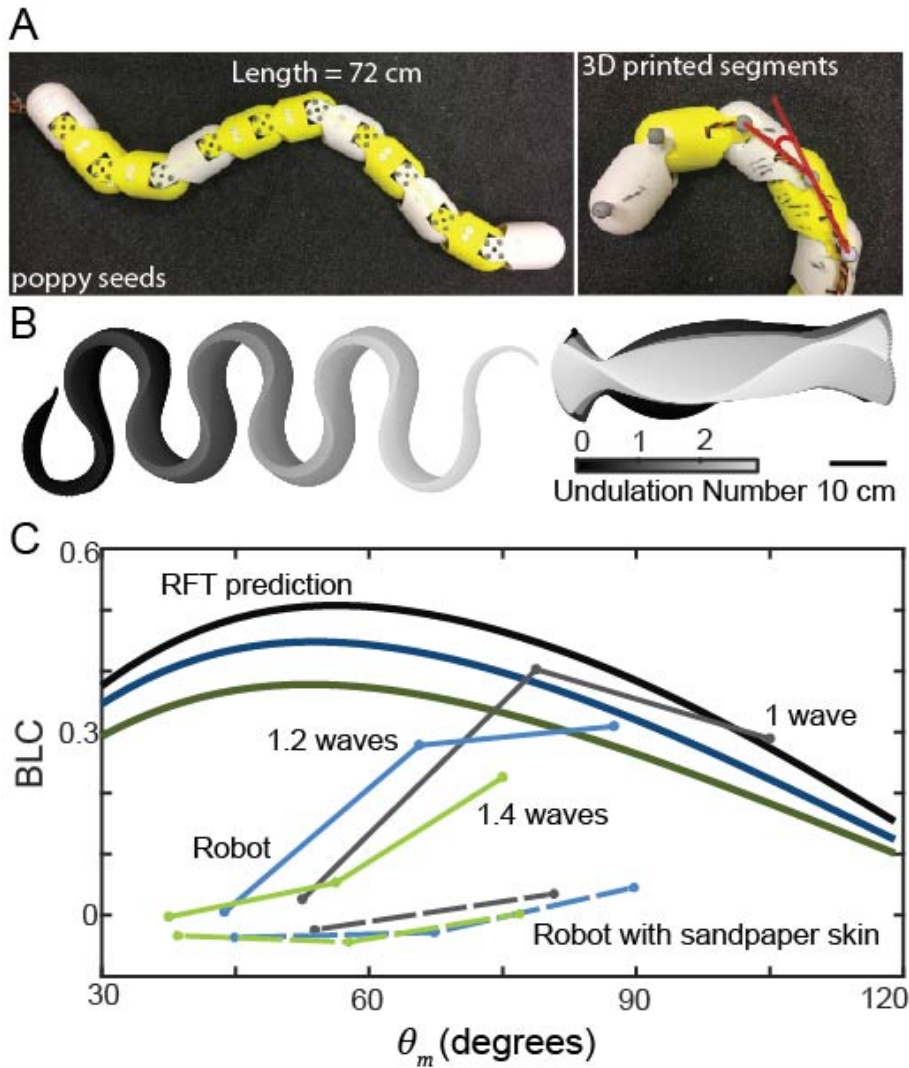 A
Length = 72 cm
3D printed segments
poppy seeds
B
0 1 2
Undulation Number 10 cm
C
0.6
RFT prediction
1.2 waves
1 wave
BLC
0.3
1.4 waves
Robot
0
Robot with sandpaper skin
30 60 90 120
θm (degrees)